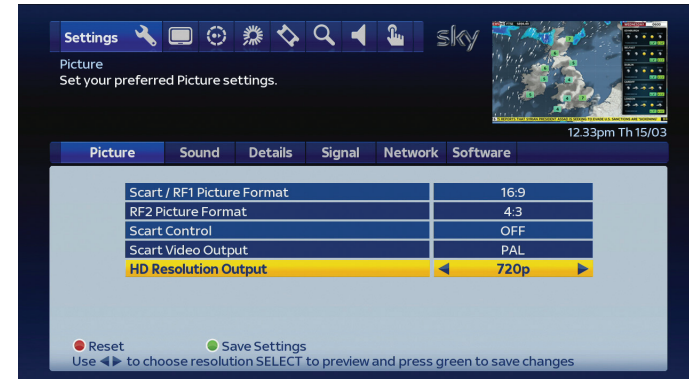 Settings
sky
Picture
Set your preferred Picture settings.
12.33pm Th 15/03
Picture Sound Details Signal Network Software
Scart / RF1 Picture Format 16:9
RF2 Picture Format 4:3
Scart Control OFF
Scart Video Output PAL
HD Resolution Output 720p
Reset Save Settings
Use ◀▶ to choose resolution SELECT to preview and press green to save changes